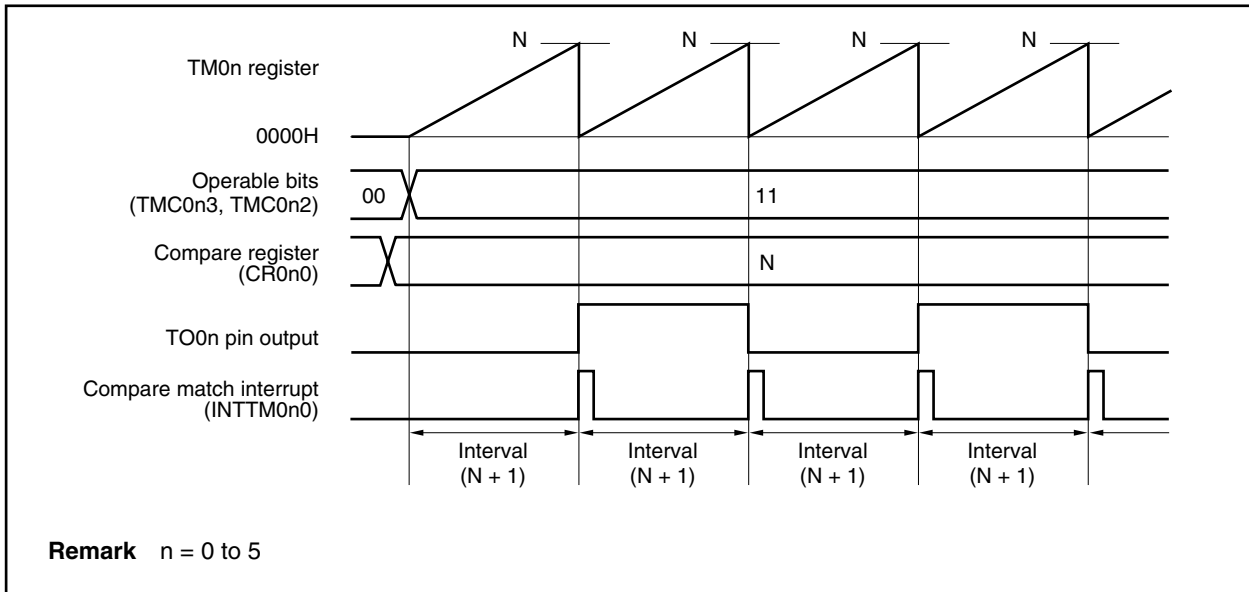 N N N N
TM0n register
0000H
Operable bits
(TMC0n3, TMC0n2)
00 11
Compare register
(CR0n0)
N
TO0n pin output
Compare match interrupt
(INTTM0n0)
Interval Interval Interval Interval
(N + 1) (N + 1) (N + 1) (N + 1)
Remark n = 0 to 5